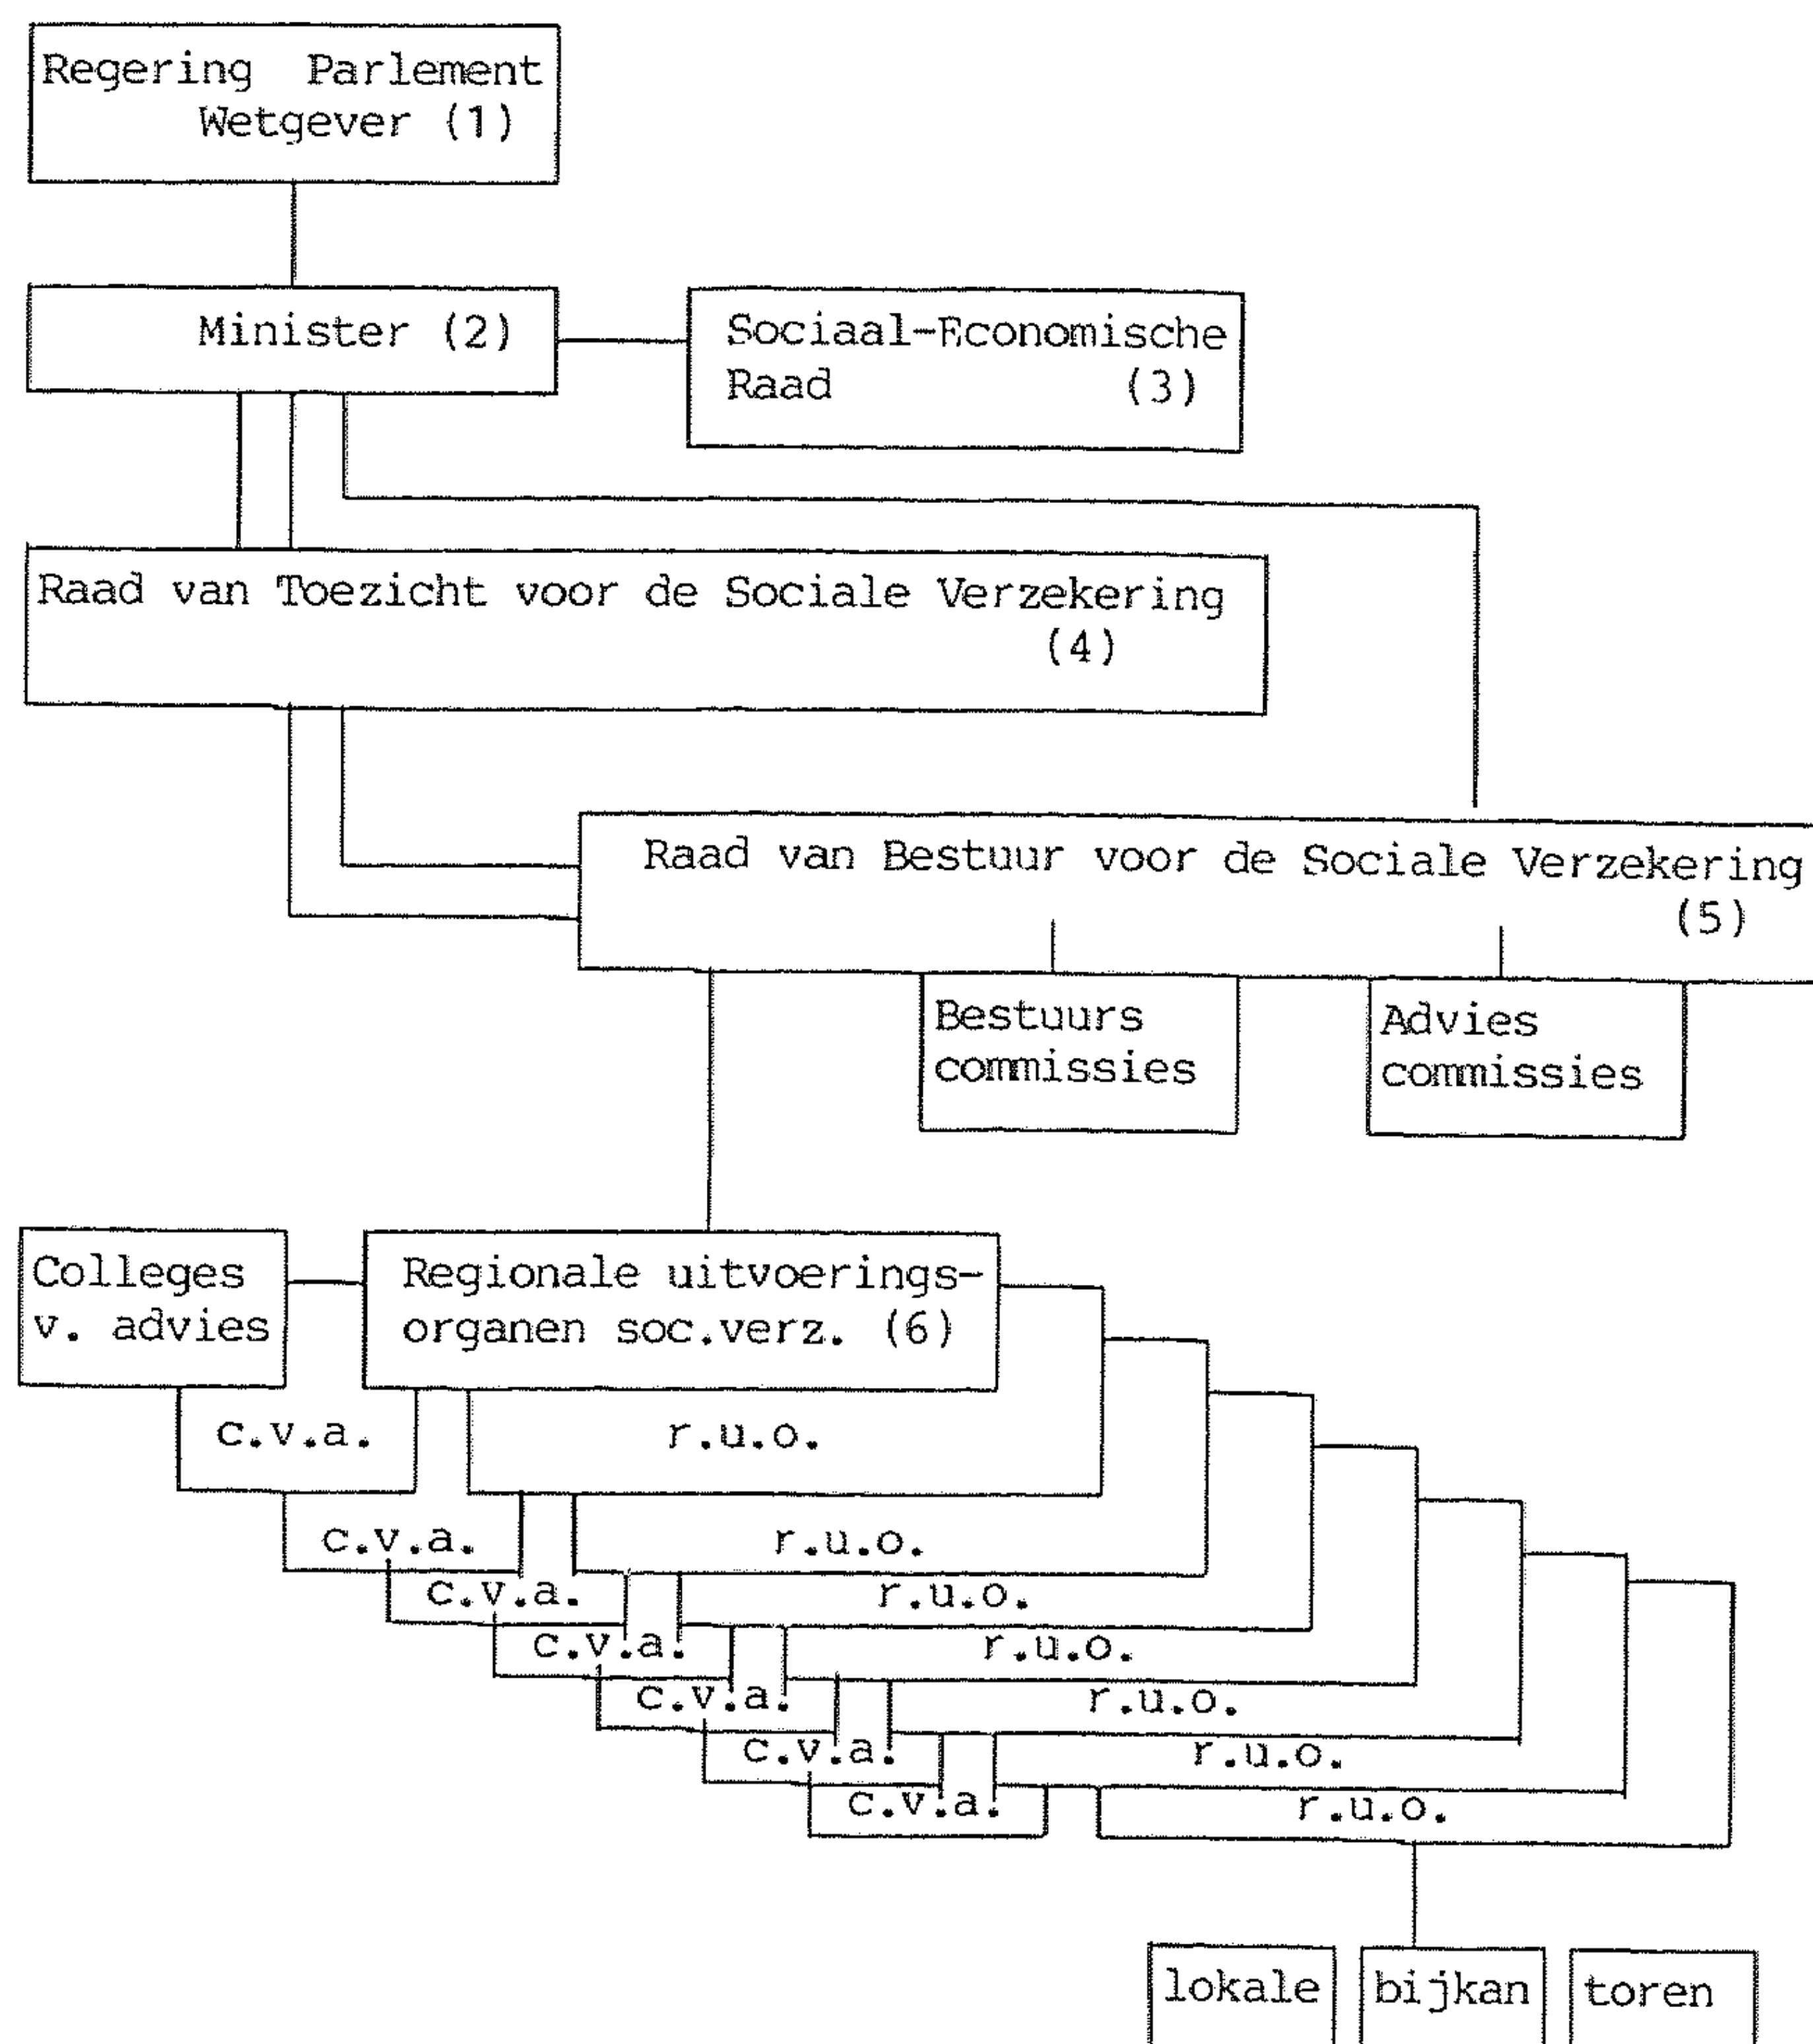 Regering Parlement
Wetgever (1)
Minister (2)
Sociaal-Economische
Raad (3)
Raad van Toezicht voor de Sociale Verzekering
(4)
Raad van Bestuur voor de Sociale Verzekering
(5)
Bestuurs
commissies
Advies
commissies
Colleges
v. advies
Regionale uitvoerings-
organen soc.verz. (6)
c.v.a.
r.u.o.
c.v.a.
r.u.o.
c.v.a.
r.u.o.
c.v.a.
r.u.o.
c.v.a.
r.u.o.
c.v.a.
r.u.o.
c.v.a.
r.u.o.
lokale bijkan toren